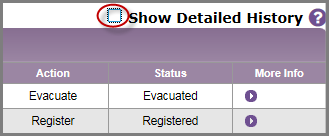 Show Detailed History ?
Action Status More Info
Evacuate Evacuated
Register Registered